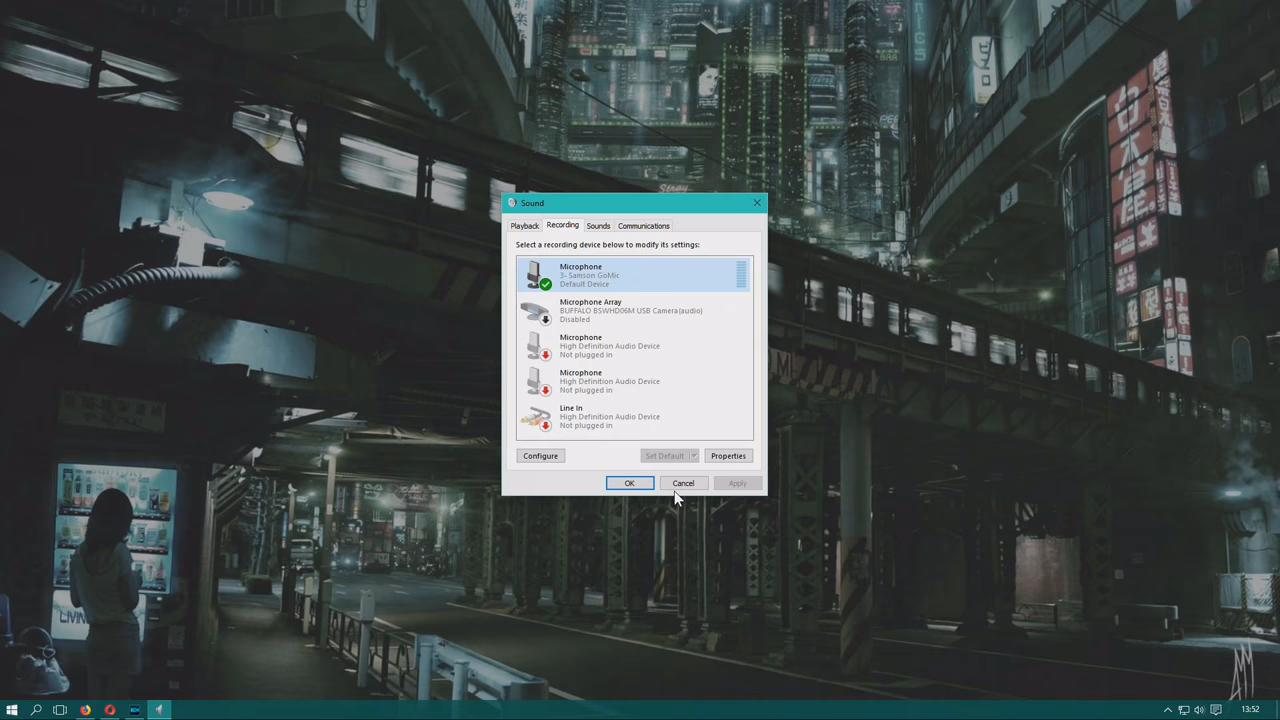 Sound
Playback
Recording
Sounds
Communications
Select a recording device below to modify its settings:
Microphone
3- Samson GoMic
Default Device
Microphone Array
BUFFALO BSWHD06M USB Camera(audio)
Disabled
Microphone
High Definition Audio Device
Not plugged in
Microphone
High Definition Audio Device
Not plugged in
Line In
High Definition Audio Device
Not plugged in
Configure
Set Default
Properties
OK
Cancel
Apply
Stray
LIVIN
13:52